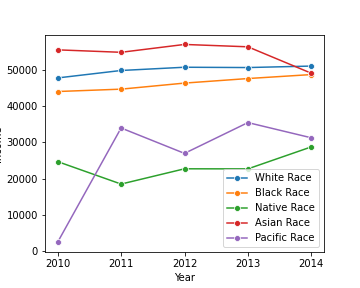 50000
40000
30000
20000
10000
0
2010 2011 2012 2013 2014
Year
White Race
Black Race
Native Race
Asian Race
Pacific Race